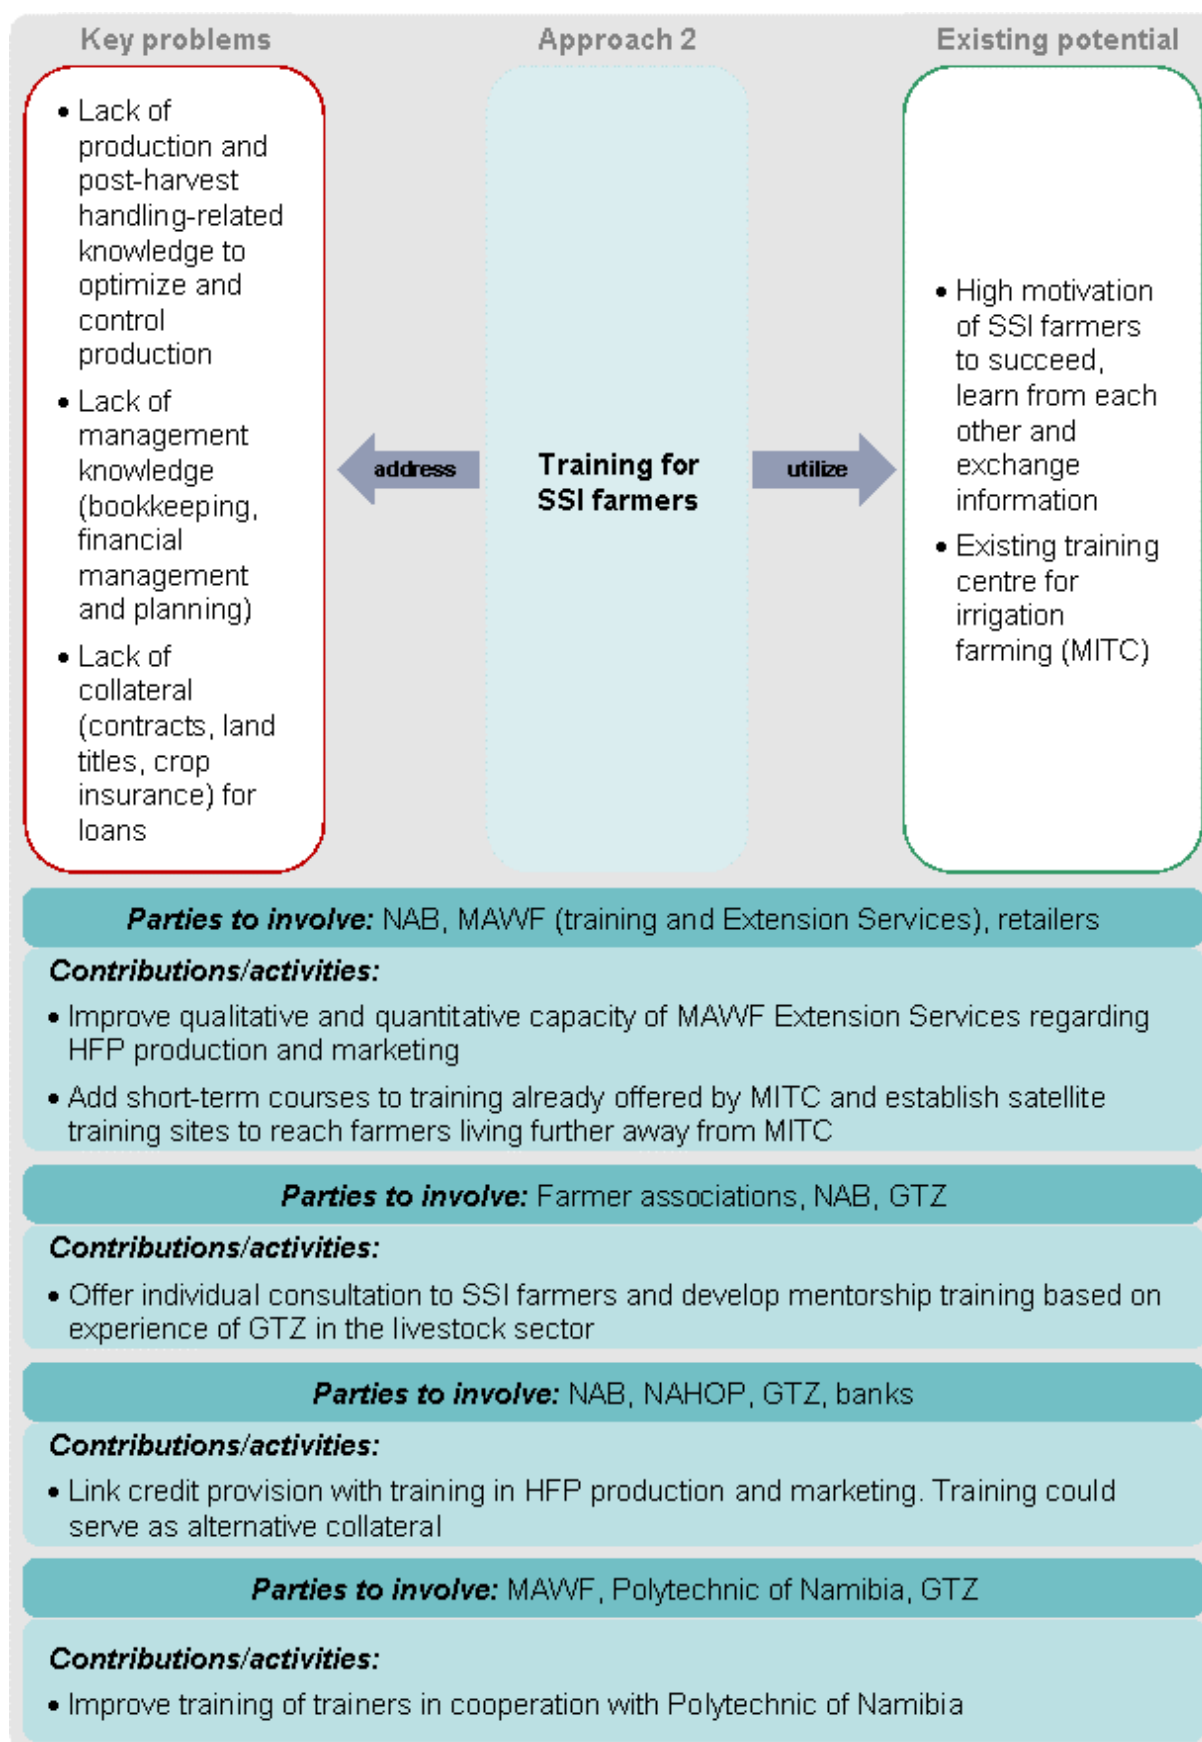 Key problems
Approach 2
Existing potential
• Lack of
production and
post-harvest
handling-related
knowledge to
optimize and
control
production
• Lack of
management
knowledge
(bookkeeping,
financial
management
and planning)
• Lack of
collateral
(contracts, land
titles, crop
insurance) for
loans
address
Training for
SSI farmers
utilize
• High motivation
of SSI farmers
to succeed,
learn from each
other and
exchange
information
• Existing training
centre for
irrigation
farming (MITC)
Parties to involve: NAB, MAWF (training and Extension Services), retailers
Contributions/activities:
• Improve qualitative and quantitative capacity of MAWF Extension Services regarding
HFP production and marketing
• Add short-term courses to training already offered by MITC and establish satellite
training sites to reach farmers living further away from MITC
Parties to involve: Farmer associations, NAB, GTZ
Contributions/activities:
• Offer individual consultation to SSI farmers and develop mentorship training based on
experience of GTZ in the livestock sector
Parties to involve: NAB, NAHOP, GTZ, banks
Contributions/activities:
• Link credit provision with training in HFP production and marketing. Training could
serve as alternative collateral
Parties to involve: MAWF, Polytechnic of Namibia, GTZ
Contributions/activities:
• Improve training of trainers in cooperation with Polytechnic of Namibia